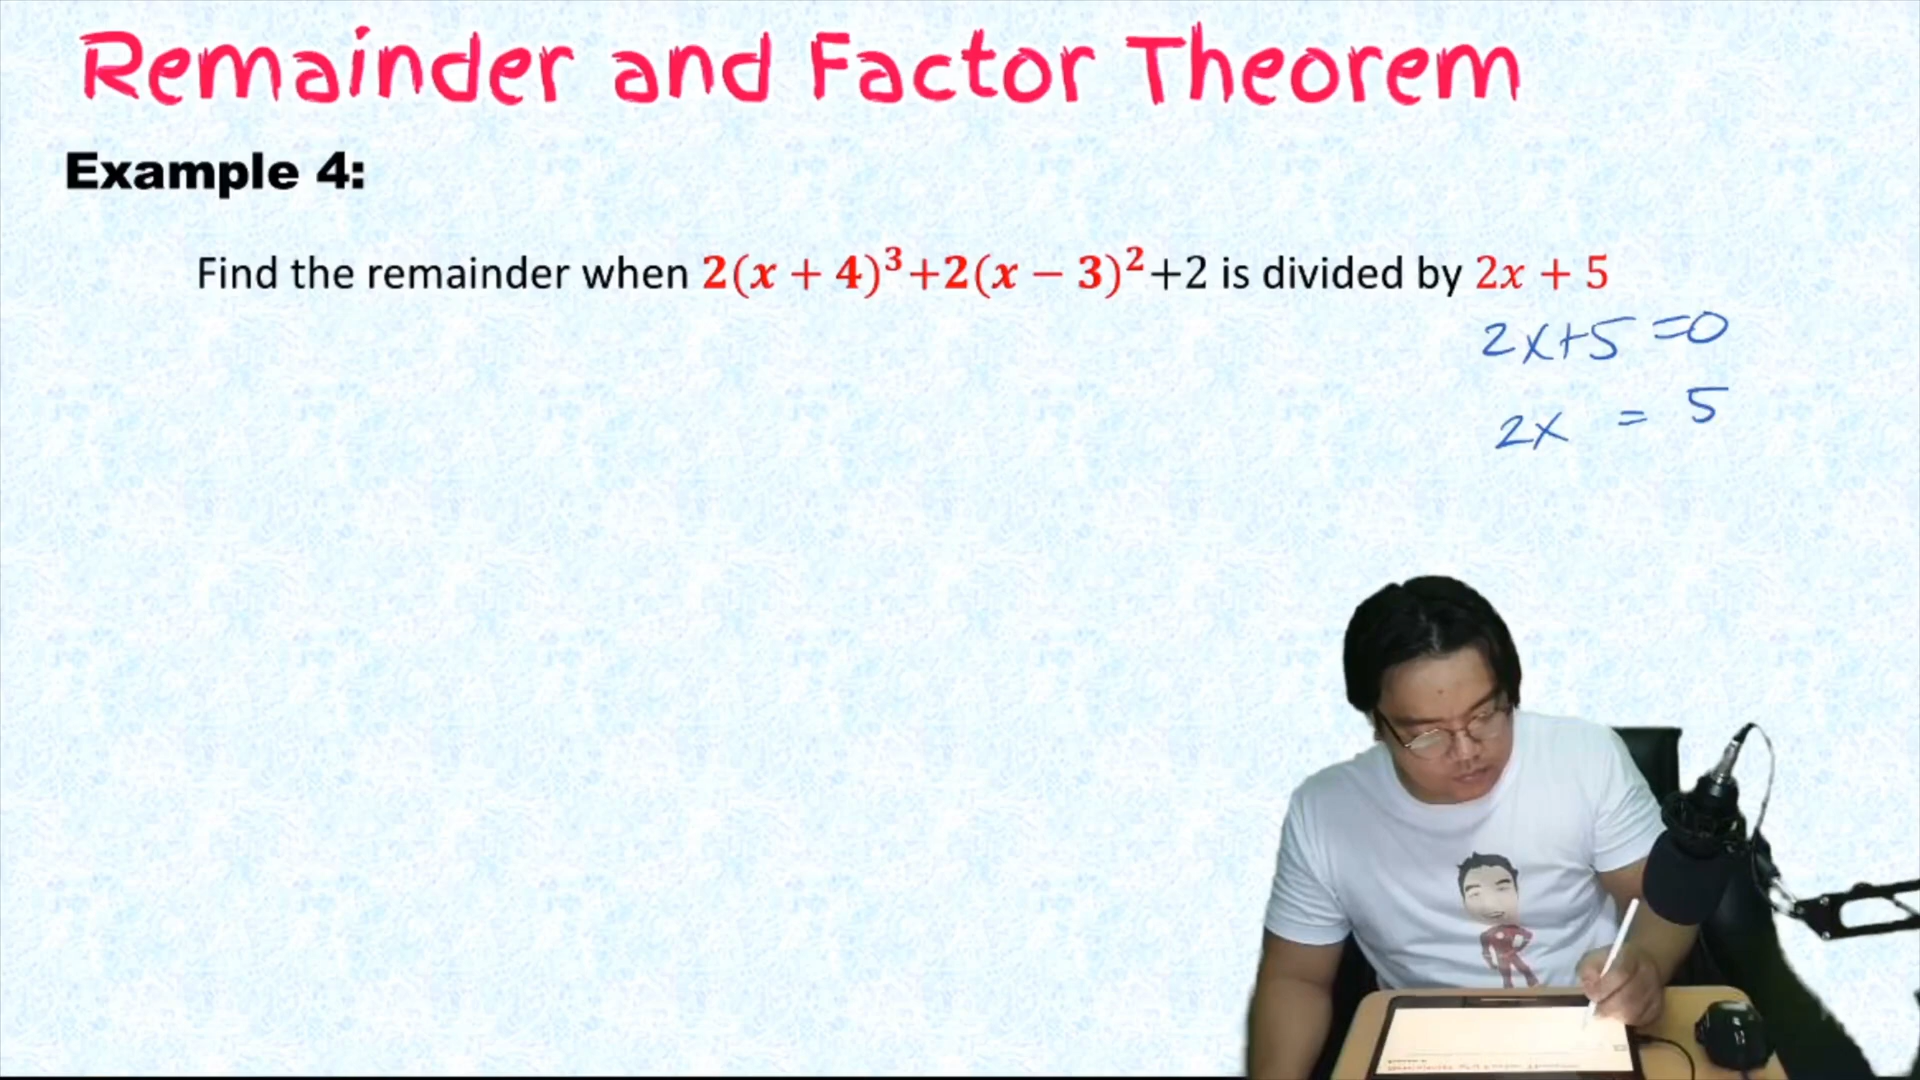 Remainder and Factor Theorem
Example 4:
Find the remainder when 2(x + 4)³+2(x − 3)²+2 is divided by 2x + 5
2x+5 =0
2x = 5